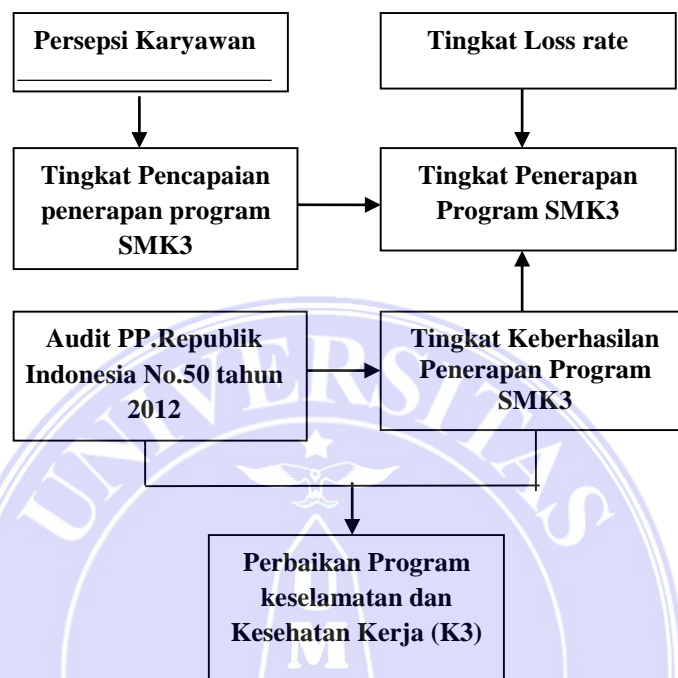 Persepsi Karyawan
Tingkat Loss rate
Tingkat Pencapaian
penerapan program
SMK3
Tingkat Penerapan
Program SMK3
Audit PP.Republik
Indonesia No.50 tahun
2012
Tingkat Keberhasilan
Penerapan Program
SMK3
Perbaikan Program
keselamatan dan
Kesehatan Kerja (K3)
UNIVERSITAS
U M